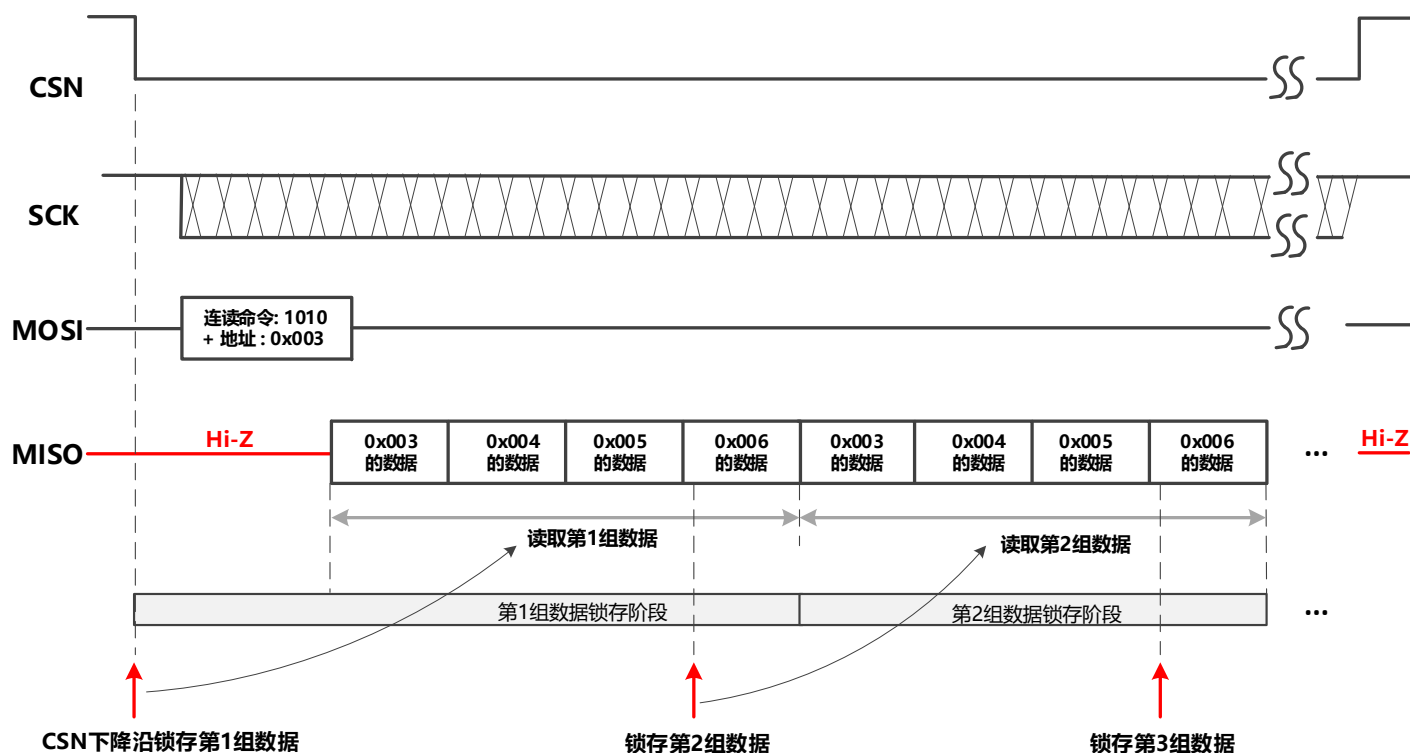 CSN
SCK
MOSI
连读命令: 1010
+ 地址 : 0x003
MISO
Hi-Z
0x003
的数据
0x004
的数据
0x005
的数据
0x006
的数据
0x003
的数据
0x004
的数据
0x005
的数据
0x006
的数据
...
Hi-Z
读取第1组数据
读取第2组数据
第1组数据锁存阶段
第2组数据锁存阶段
...
CSN下降沿锁存第1组数据
锁存第2组数据
锁存第3组数据